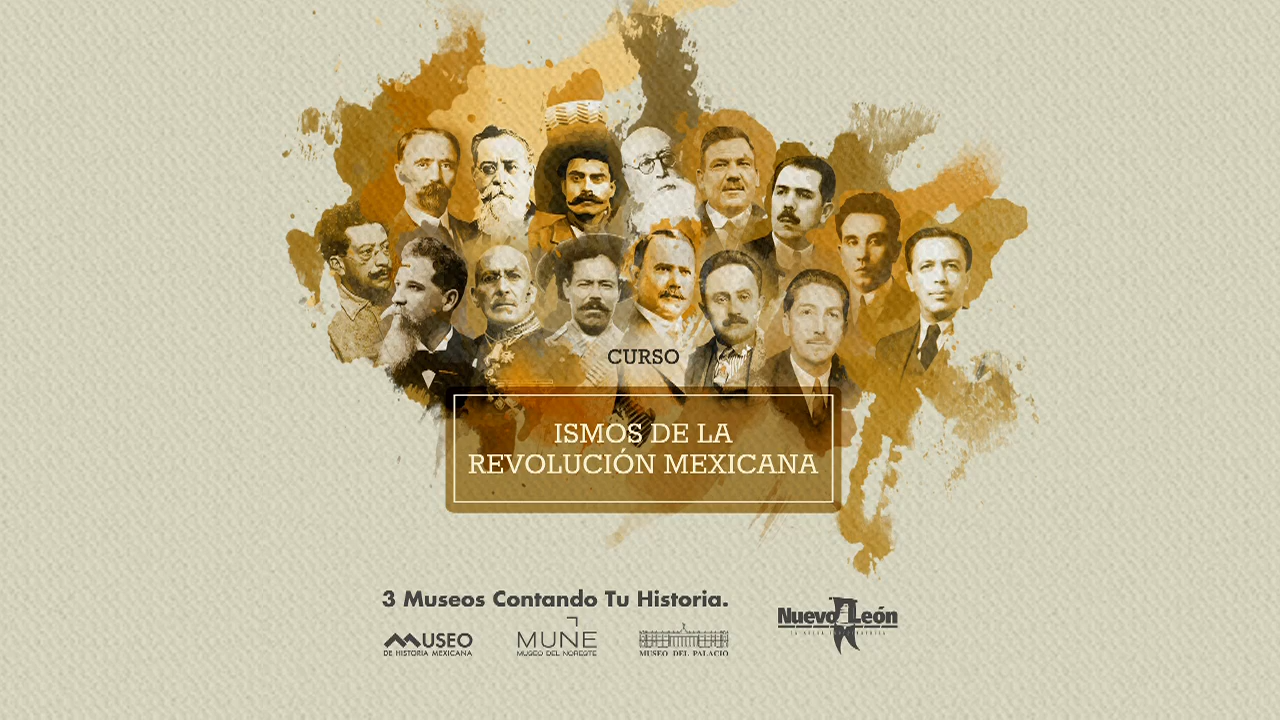 CURSO
ISMOS DE LA
REVOLUCIÓN MEXICANA
3 Museos Contando Tu Historia.
MUSEO
DE HISTORIA MEXICANA
MUNE
MUSEO DEL NORESTE
MUSEO DEL PALACIO
Nuevo León